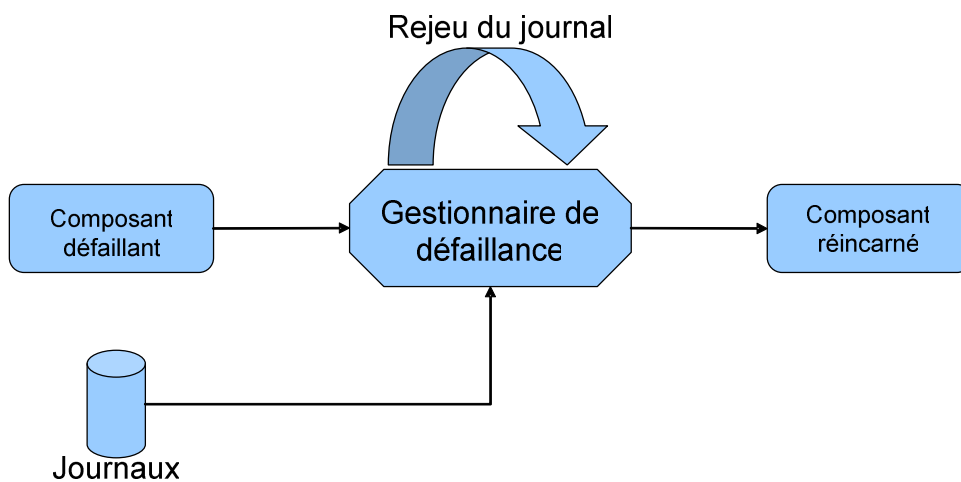 Rejeu du journal
Composant
défaillant
Gestionnaire de
défaillance
Composant
réincarné
Journaux